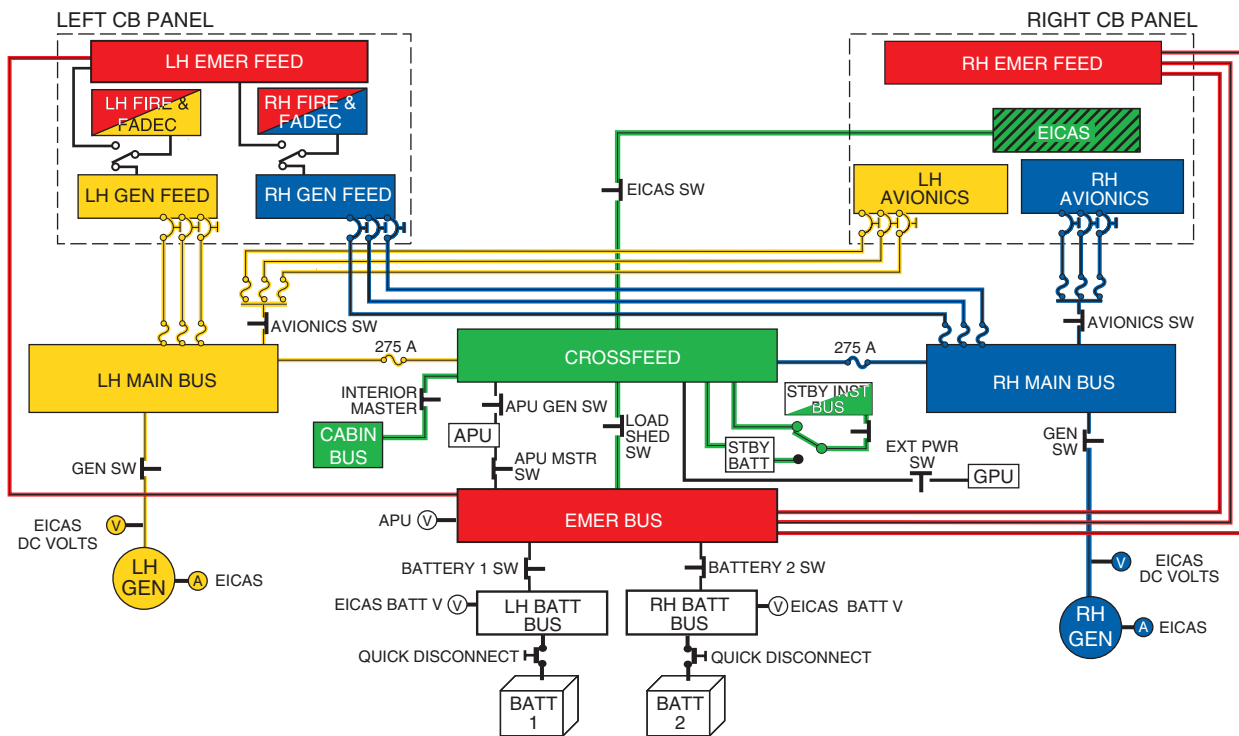 LEFT CB PANEL
RIGHT CB PANEL
LH EMER FEED
RH EMER FEED
LH FIRE &
FADEC
RH FIRE &
FADEC
EICAS
LH GEN FEED
RH GEN FEED
EICAS SW
LH
AVIONICS
RH
AVIONICS
AVIONICS SW
AVIONICS SW
275 A
CROSSFEED
275 A
LH MAIN BUS
RH MAIN BUS
INTERIOR
MASTER
APU GEN SW
LOAD
SHED
SW
STBY INST
BUS
CABIN
BUS
APU
STBY
BATT
GEN
SW
GEN SW
APU MSTR
SW
EXT PWR
SW
GPU
EMER BUS
APU V
EICAS
DC VOLTS
V
BATTERY 1 SW
BATTERY 2 SW
V
EICAS
DC VOLTS
LH
GEN
A
EICAS
EICAS BATT V V
LH BATT
BUS
RH BATT
BUS
V EICAS BATT V
RH
GEN
A
EICAS
QUICK DISCONNECT
QUICK DISCONNECT
BATT
1
BATT
2